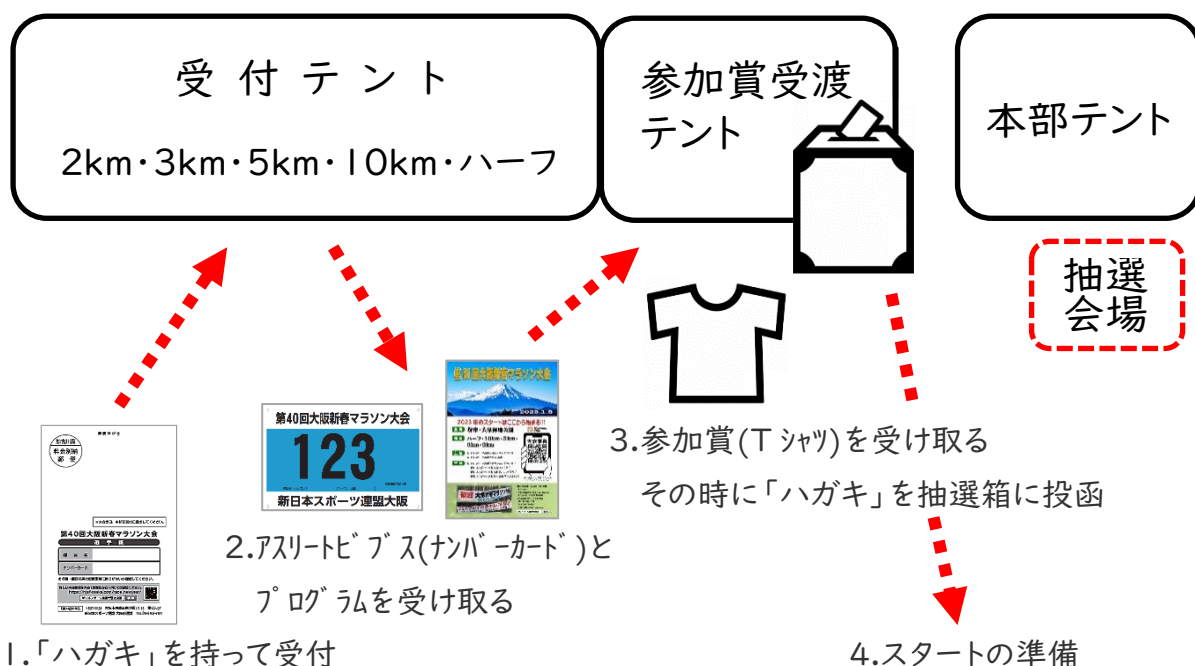 受付テント
2km・3km・5km・10km・ハーフ
参加賞受渡
テント
本部テント
抽選
会場
第40回大阪新春マラソン大会
123
新日本スポーツ連盟大阪
2023.1.8
第40回大阪新春マラソン大会
3.参加賞(Tシャツ)を受け取る
その時に「ハガキ」を抽選箱に投函
2.アスリートビブス(ナンバーカード)と
プログラムを受け取る
1.「ハガキ」を持って受付
4.スタートの準備